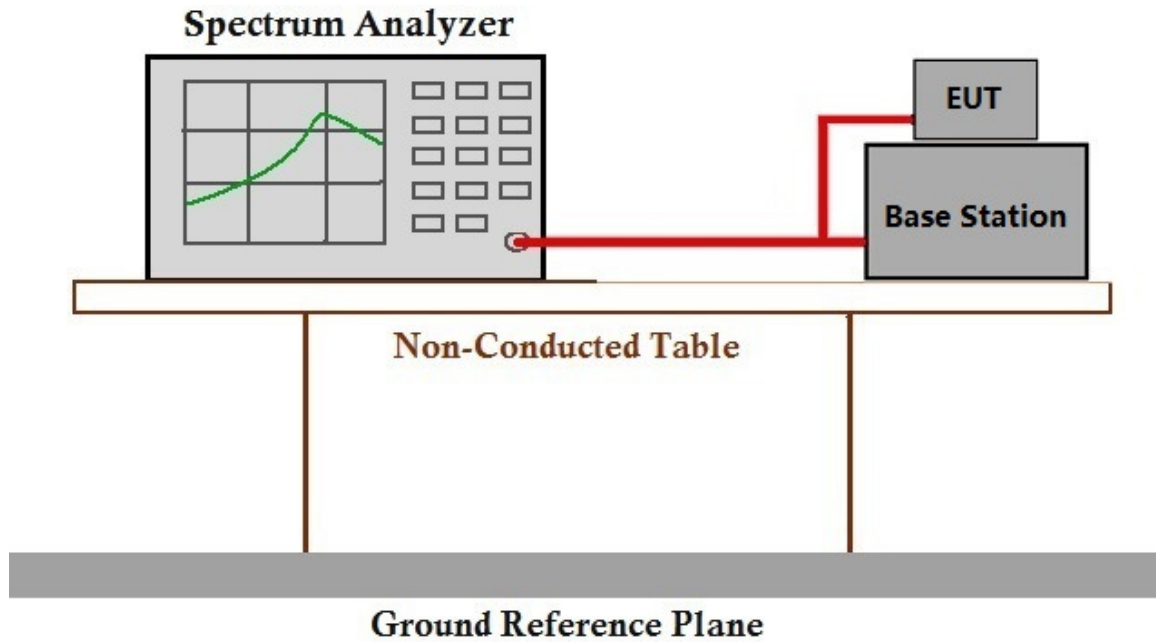 Spectrum Analyzer
EUT
Base Station
Non-Conducted Table
Ground Reference Plane